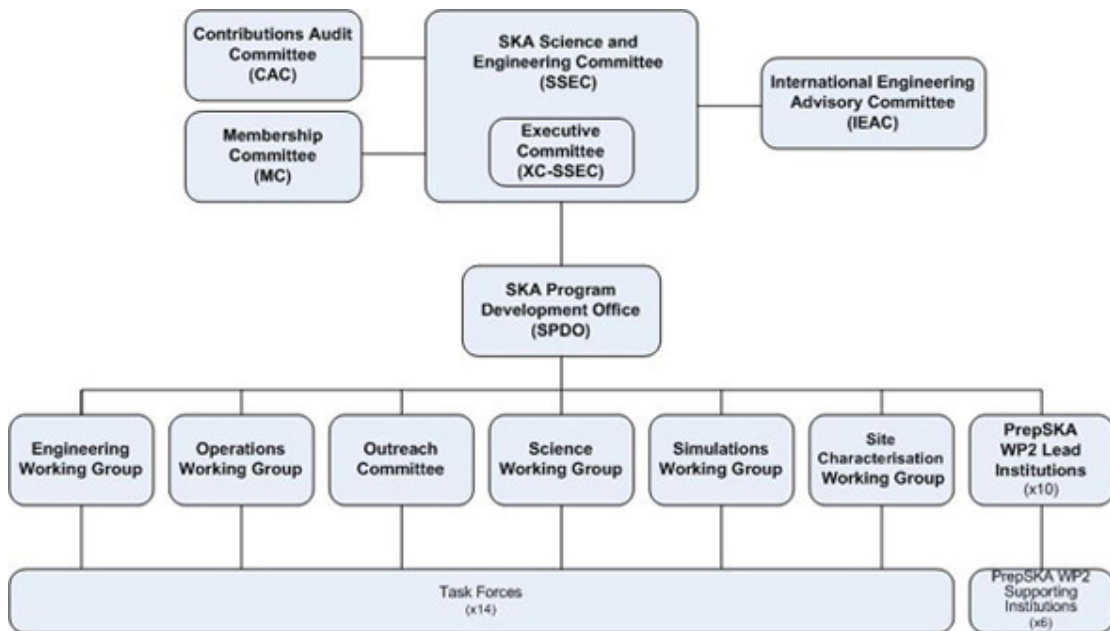 Contributions Audit
Committee
(CAC)
SKA Science and
Engineering Committee
(SSEC)
International Engineering
Advisory Committee
(IEAC)
Membership
Committee
(MC)
Executive
Committee
(XC-SSEC)
SKA Program
Development Office
(SPDO)
Engineering
Working Group
Operations
Working Group
Outreach
Committee
Science
Working Group
Simulations
Working Group
Site
Characterisation
Working Group
PrepSKA
WP2 Lead
Institutions
(x10)
Task Forces
(x14)
PrepSKA WP2
Supporting
Institutions
(x6)